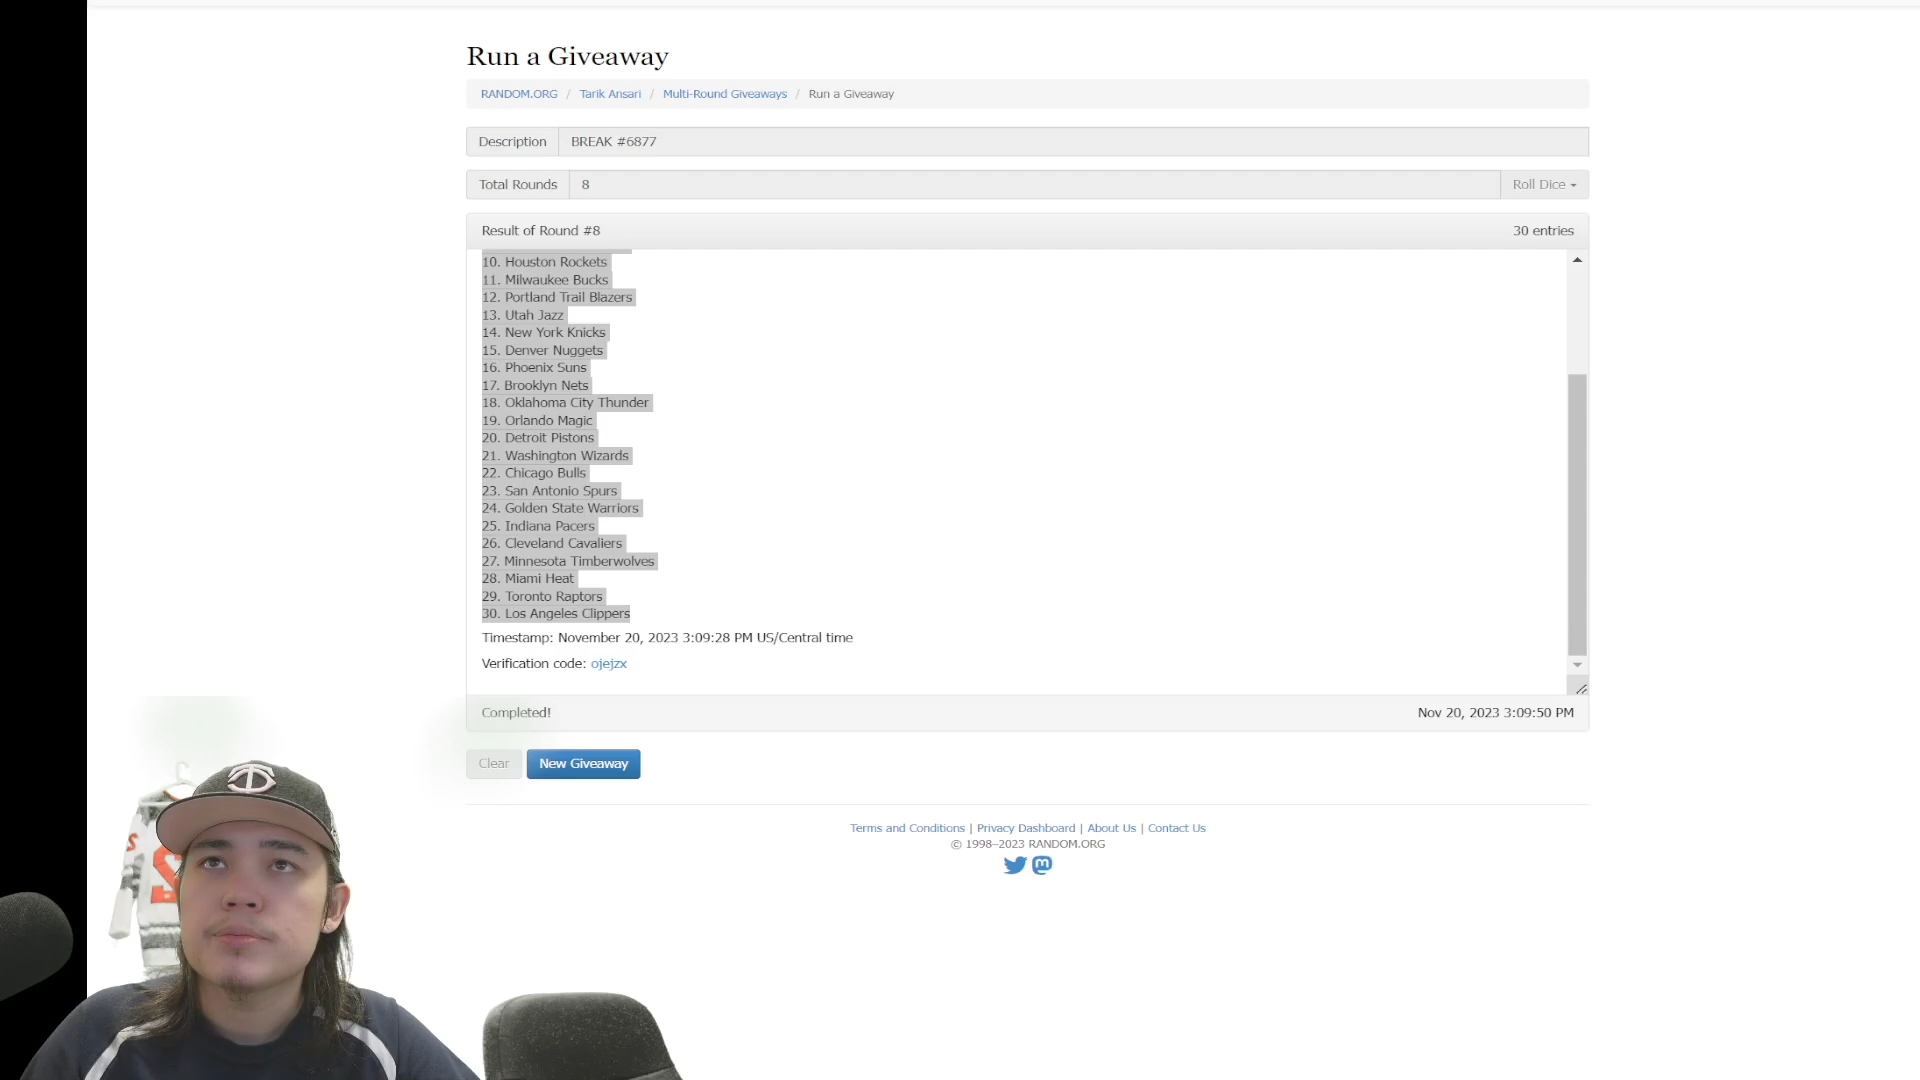 Run a Giveaway
RANDOM.ORG / Tarik Ansari / Multi-Round Giveaways / Run a Giveaway
Description BREAK #6877
Total Rounds 8 Roll Dice
Result of Round #8 30 entries
10. Houston Rockets
11. Milwaukee Bucks
12. Portland Trail Blazers
13. Utah Jazz
14. New York Knicks
15. Denver Nuggets
16. Phoenix Suns
17. Brooklyn Nets
18. Oklahoma City Thunder
19. Orlando Magic
20. Detroit Pistons
21. Washington Wizards
22. Chicago Bulls
23. San Antonio Spurs
24. Golden State Warriors
25. Indiana Pacers
26. Cleveland Cavaliers
27. Minnesota Timberwolves
28. Miami Heat
29. Toronto Raptors
30. Los Angeles Clippers
Timestamp: November 20, 2023 3:09:28 PM US/Central time
Verification code: ojejzx
Completed! Nov 20, 2023 3:09:50 PM
Clear New Giveaway
Terms and Conditions | Privacy Dashboard | About Us | Contact Us
© 1998–2023 RANDOM.ORG
TC